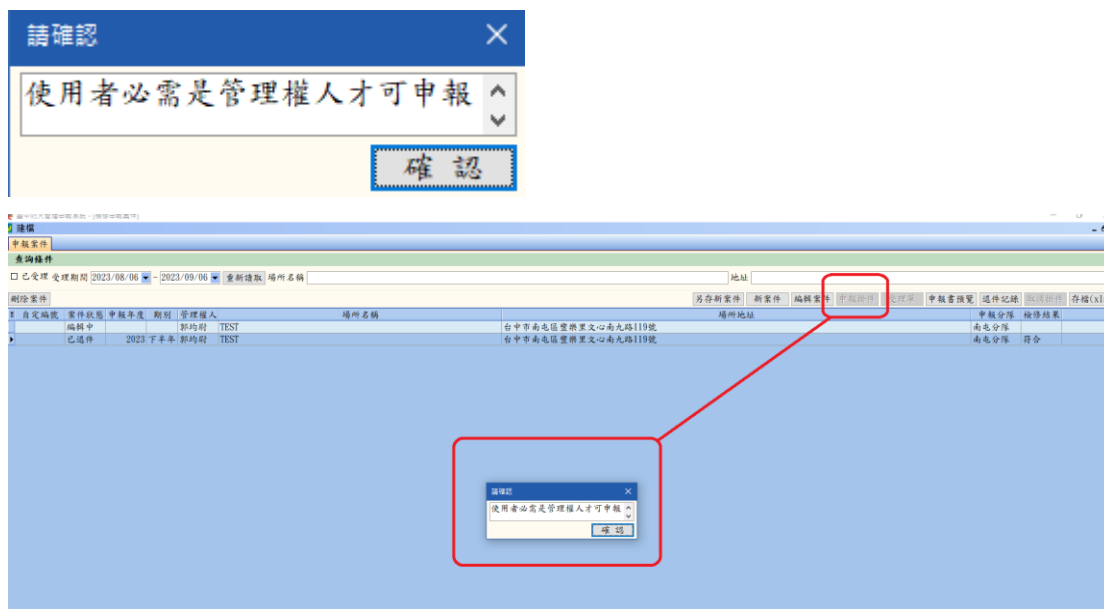 請確認
使用者必需是管理權人才可申報
確 認
建檔
申報案件
查詢條件
已受理 受理期間 2023/08/06 - 2023/09/06 重新讀取 場所名稱 地址
刪除案件 另存新案件 新案件 編輯案件 申報掛件 受理單 申報書預覽 退件記錄 取消掛件 存檔(xl
自定編號 案件狀態 申報年度 期別 管理權人 場所名稱 場所地址 申報分隊 檢修結果
編輯中 郭均尉 TEST 台中市南屯區豐樂里文心南九路119號 南屯分隊
已退件 2023 下半年 郭均尉 TEST 台中市南屯區豐樂里文心南九路119號 南屯分隊 符合
請確認
使用者必需是管理權人才可申報
確 認